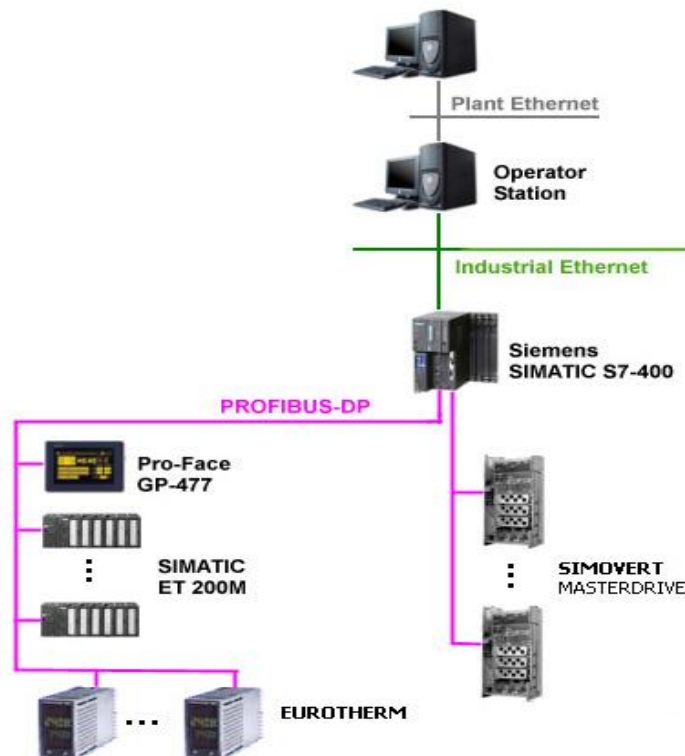 Plant Ethernet
Operator
Station
Industrial Ethernet
Siemens
SIMATIC S7-400
PROFIBUS-DP
Pro-Face
GP-477
SIMATIC
ET 200M
SIMOVERT
MASTERDRIVE
EUROTHERM